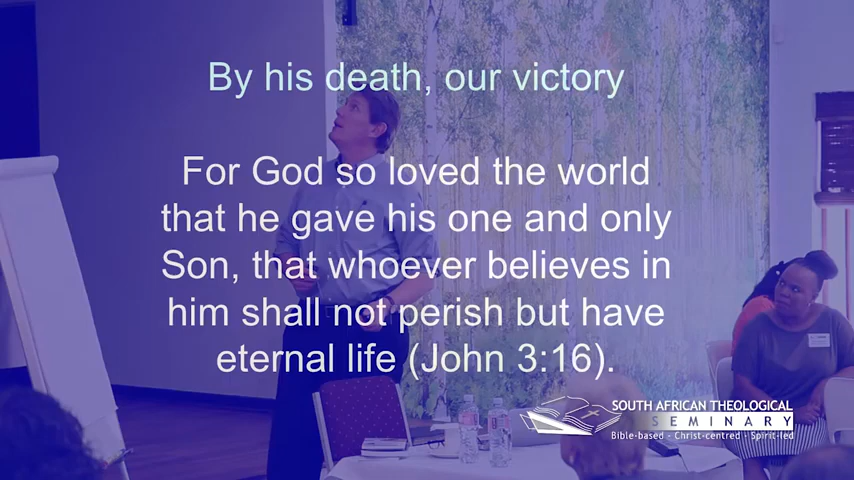 By his death, our victory
For God so loved the world
that he gave his one and only
Son, that whoever believes in
him shall not perish but have
eternal life (John 3:16).
SOUTH AFRICAN THEOLOGICAL
SEMINARY
Bible-based - Christ-centred - Spirit-led